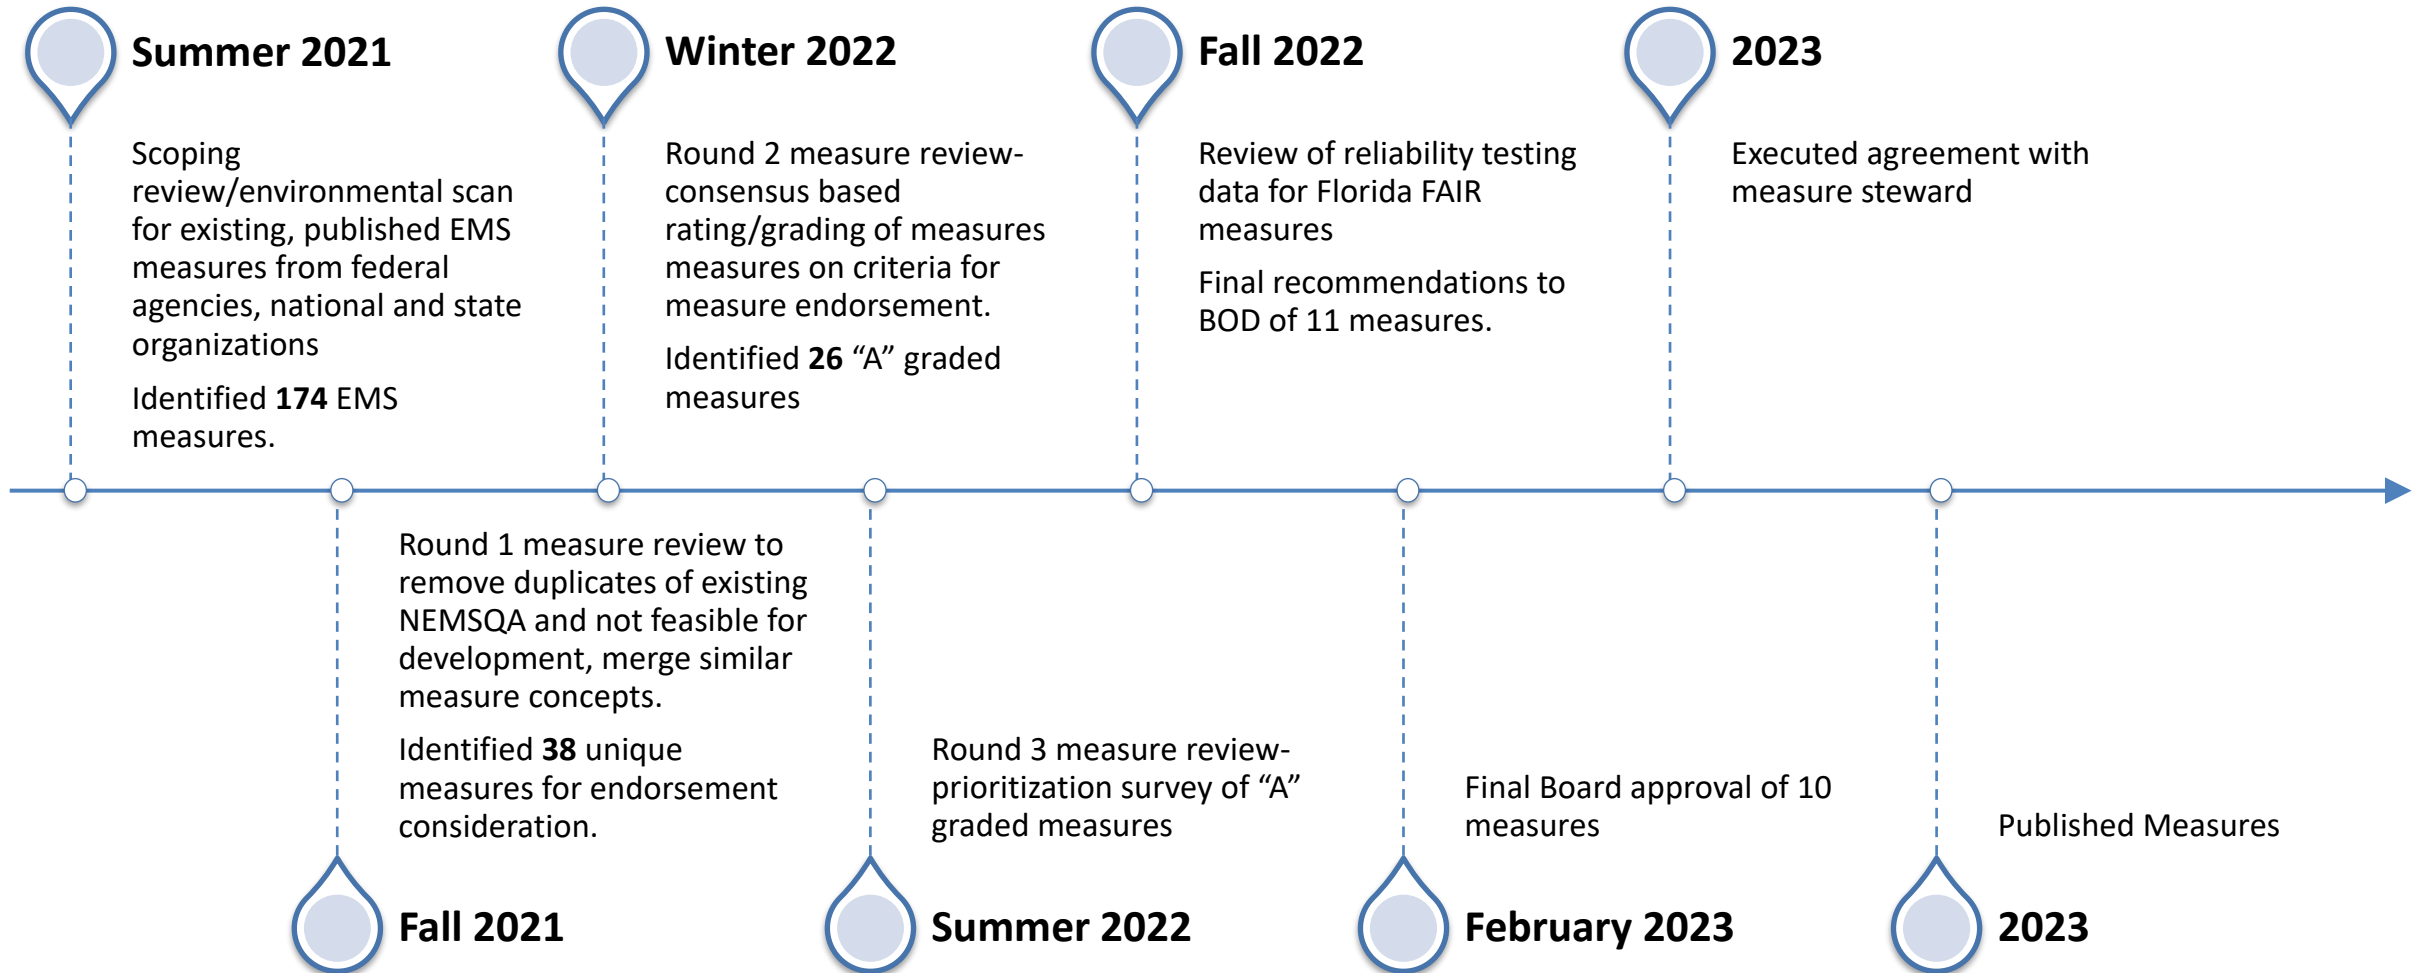 Summer 2021
Scoping
review/environmental scan
for existing, published EMS
measures from federal
agencies, national and state
organizations
Identified 174 EMS
measures.
Fall 2021
Round 1 measure review to
remove duplicates of existing
NEMSQA and not feasible for
development, merge similar
measure concepts.
Identified 38 unique
measures for endorsement
consideration.
Winter 2022
Round 2 measure review-
consensus based
rating/grading of measures
measures on criteria for
measure endorsement.
Identified 26 “A” graded
measures
Summer 2022
Round 3 measure review-
prioritization survey of “A”
graded measures
Fall 2022
Review of reliability testing
data for Florida FAIR
measures
Final recommendations to
BOD of 11 measures.
February 2023
Final Board approval of 10
measures
2023
Executed agreement with
measure steward
2023
Published Measures